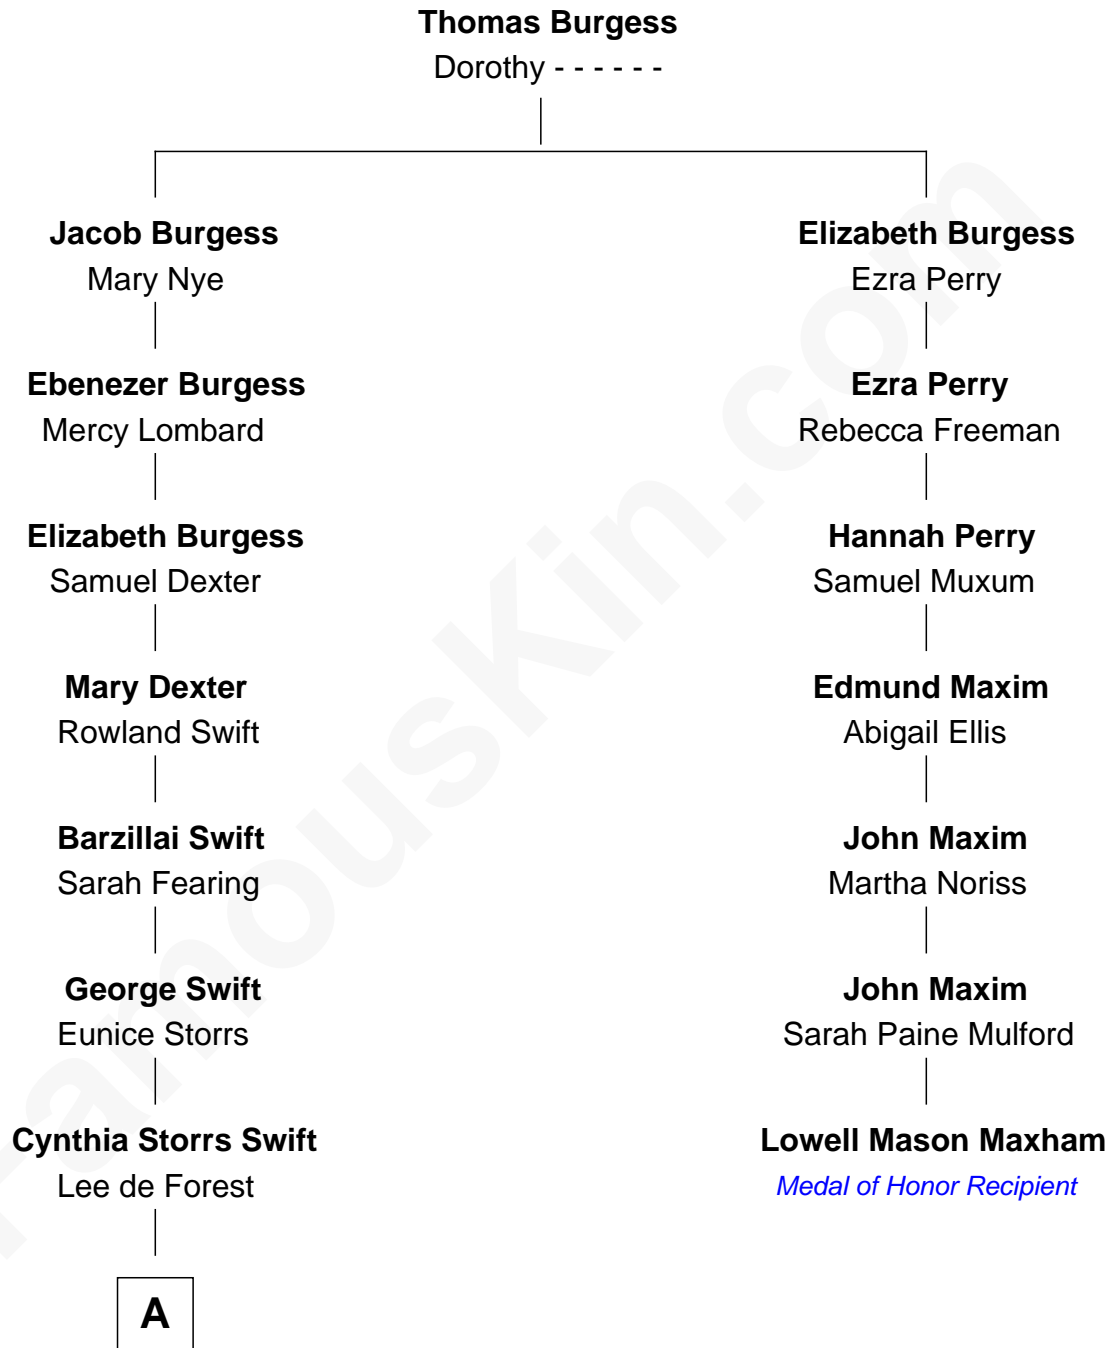 Thomas Burgess
Dorothy - - - - - -
Jacob Burgess
Mary Nye
Elizabeth Burgess
Ezra Perry
Ebenezer Burgess
Mercy Lombard
Ezra Perry
Rebecca Freeman
Elizabeth Burgess
Samuel Dexter
Hannah Perry
Samuel Muxum
Mary Dexter
Rowland Swift
Edmund Maxim
Abigail Ellis
Barzillai Swift
Sarah Fearing
John Maxim
Martha Noriss
George Swift
Eunice Storrs
John Maxim
Sarah Paine Mulford
Cynthia Storrs Swift
Lee de Forest
Lowell Mason Maxham
Medal of Honor Recipient
A
FamousKin.com